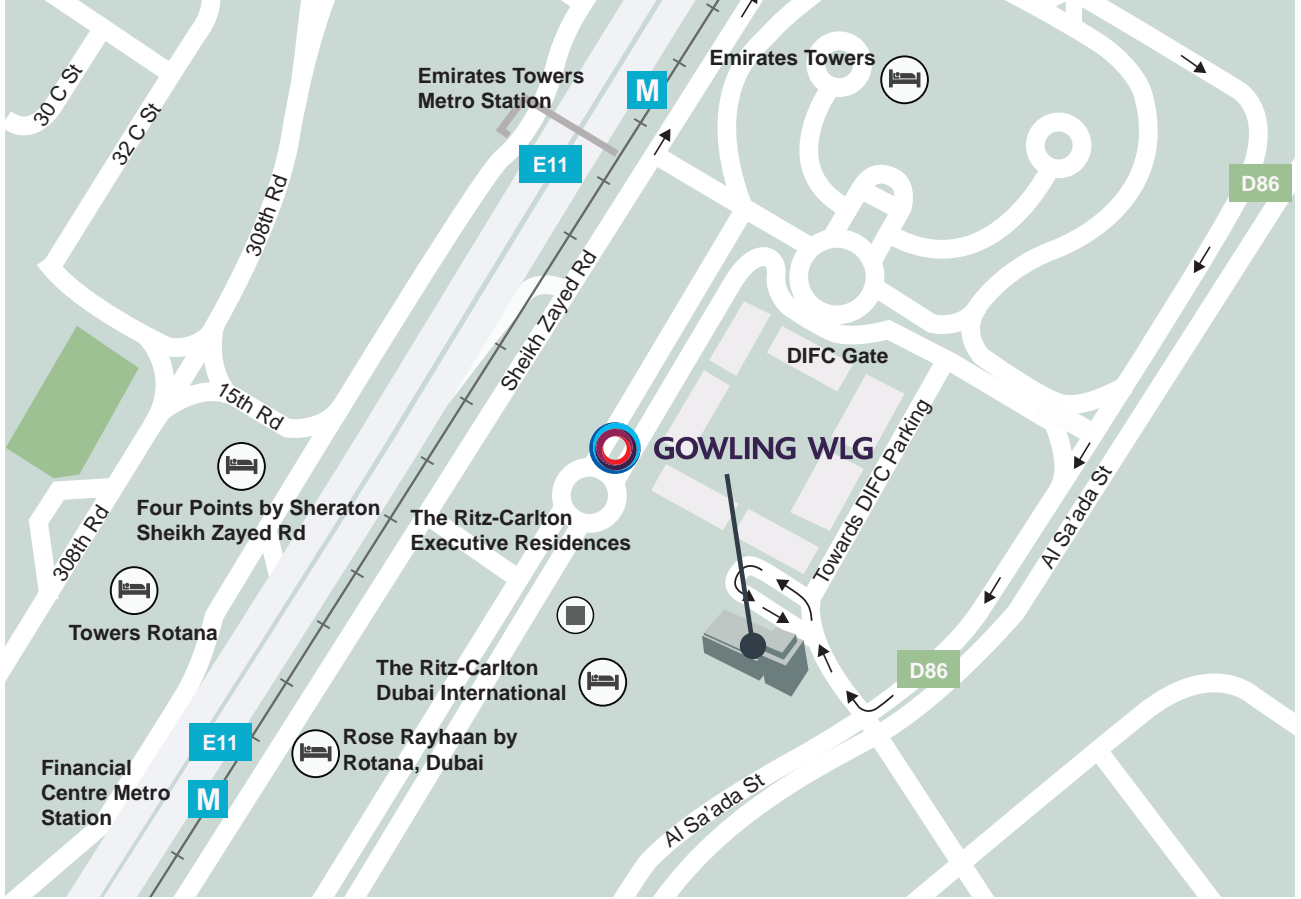 Emirates Towers
Emirates Towers
Metro Station
M
30 C St
32 C St
E11
D86
308th Rd
Sheikh Zayed Rd
DIFC Gate
15th Rd
GOWLING WLG
Towards DIFC Parking
Four Points by Sheraton
Sheikh Zayed Rd
The Ritz-Carlton
Executive Residences
308th Rd
Al Sa'ada St
Towers Rotana
The Ritz-Carlton
Dubai International
D86
E11
Rose Rayhaan by
Rotana, Dubai
Financial
Centre Metro
Station
M
Al Sa'ada St